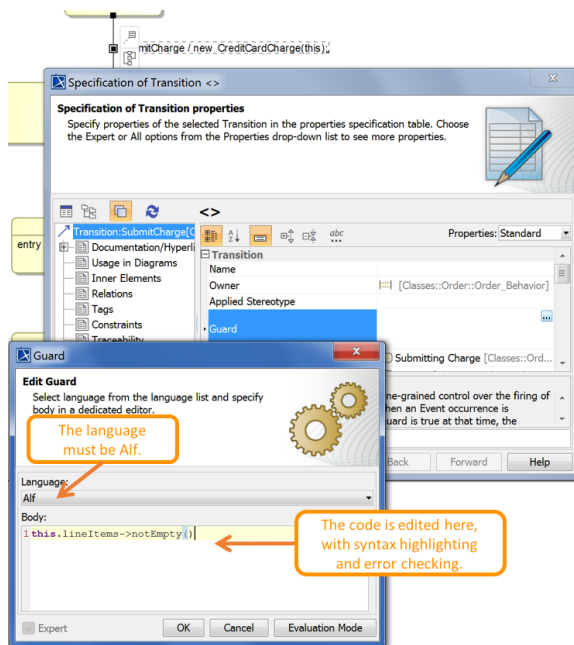 mitCharge / new CreditCardCharge(this);
Specification of Transition <>
Specification of Transition properties
Specify properties of the selected Transition in the properties specification table. Choose
the Expert or All options from the Properties drop-down list to see more properties.
<>
Transition:SubmitCharge[C
Documentation/Hyperli
Usage in Diagrams
Inner Elements
Relations
Tags
Constraints
Traceability
abc
Properties: Standard
Transition
Name
Owner
[Classes::Order::Order_Behavior]
Applied Stereotype
Guard
Submitting Charge [Classes::Ord...
entry
ne-grained control over the firing of
hen an Event occurrence is
uard is true at that time, the
Back
Forward
Help
Guard
Edit Guard
Select language from the language list and specify
body in a dedicated editor.
The language
must be Alf.
Language:
Alf
Body:
1 this.lineItems->notEmpty()
The code is edited here,
with syntax highlighting
and error checking.
Expert
OK
Cancel
Evaluation Mode